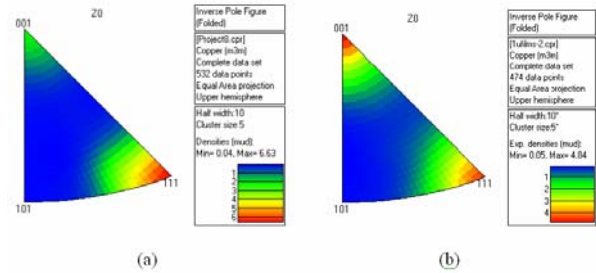 Z0
001
101
111
Inverse Pole Figure
(Folded)
[Project8.cpr]
Copper (m3m)
Complete data set
532 data points
Equal Area projection
Upper hemisphere
Half width:10
Cluster size:5
Densities (mud):
Min= 0.04, Max= 6.63
1
2
3
4
5
6
(a)
Z0
001
101
111
Inverse Pole Figure
(Folded)
[1ufilms-2.cpr]
Copper (m3m)
Complete data set
474 data points
Equal Area projection
Upper hemisphere
Half width:10°
Cluster size:5°
Exp. densities (mud):
Min= 0.05, Max= 4.84
1
2
3
4
(b)